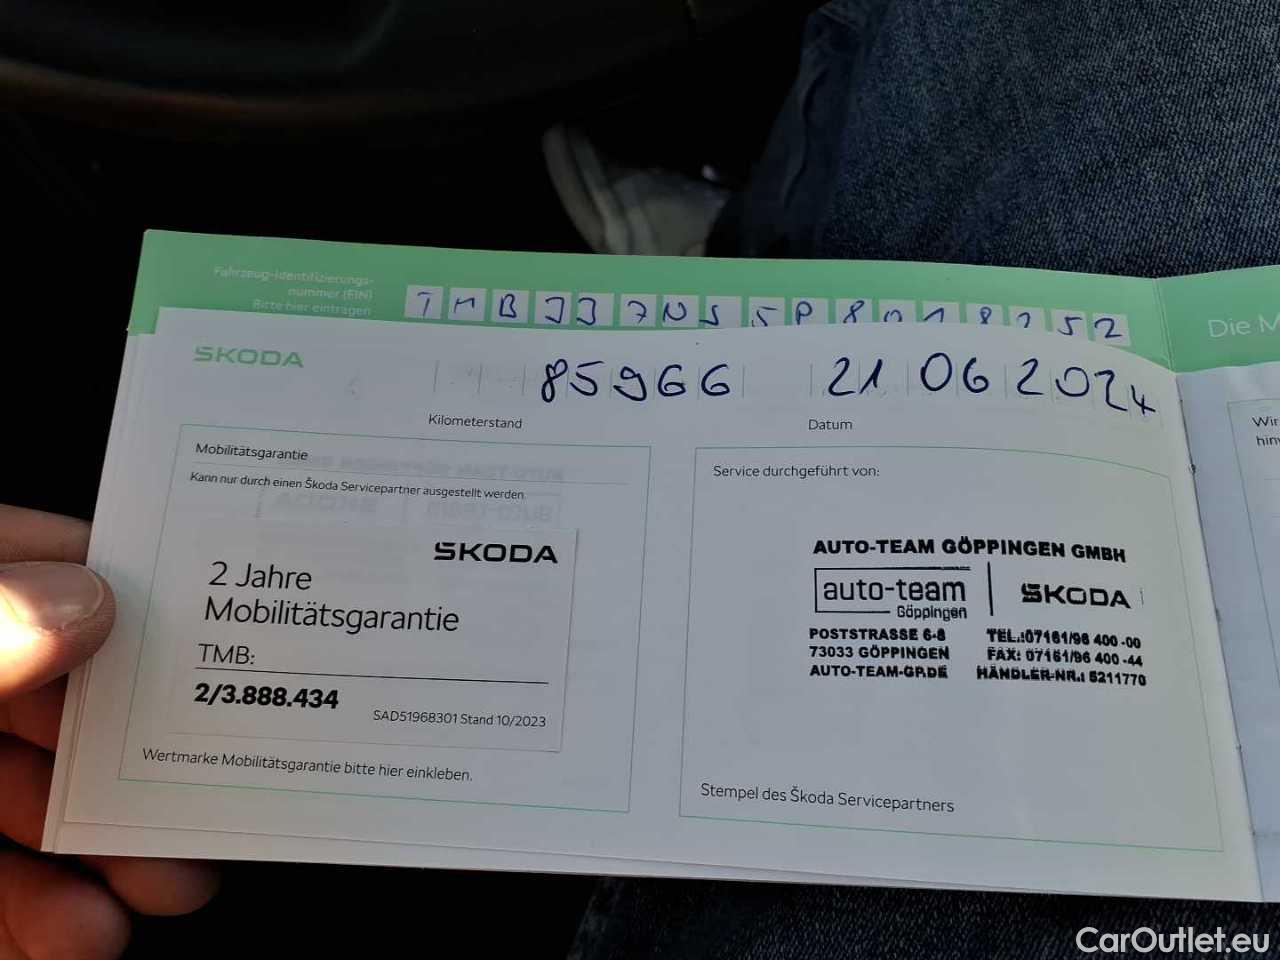 Fahrzeug-Identifizierungs-
nummer (FIN)
Bitte hier eintragen
Die M
SKODA
85966 21 06 2024
Kilometerstand Datum
Mobilitätsgarantie
Kann nur durch einen Škoda Servicepartner ausgestellt werden.
SKODA
2 Jahre
Mobilitätsgarantie
TMB:
2/3.888.434
SAD51968301 Stand 10/2023
Wertmarke Mobilitätsgarantie bitte hier einkleben.
Service durchgeführt von:
AUTO-TEAM GÖPPINGEN GMBH
auto-team
Göppingen
SKODA
POSTSTRASSE 6-8 TEL.:07161/96 400-00
73033 GÖPPINGEN FAX: 07161/96 400-44
AUTO-TEAM-GP.DE HÄNDLER-NR.: 5211770
Stempel des Škoda Servicepartners
Wir
hin
CarOutlet.eu